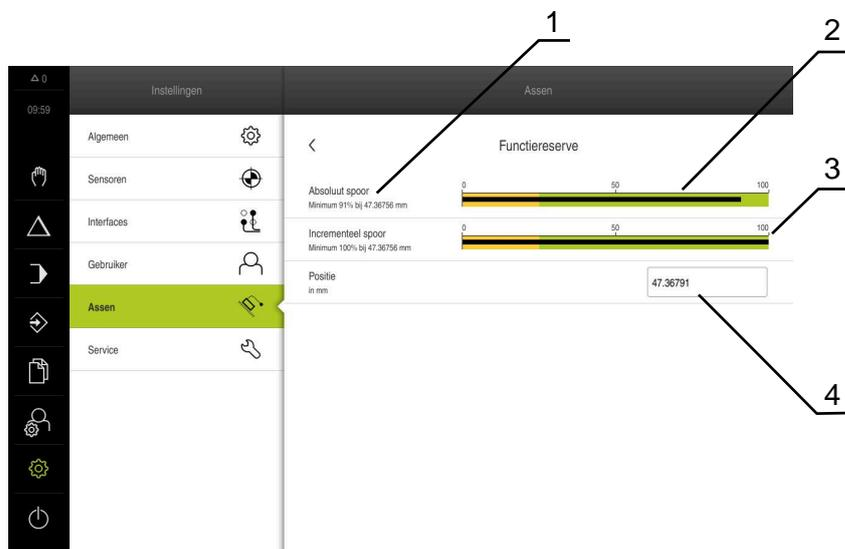 1
2
0
Instellingen
Assen
09:59
Algemeen
Functiereserve
Sensoren
Absoluut spoor
Minimum 91% bij 47.36756 mm
0 50 100
3
Interfaces
Incrementeel spoor
Minimum 100% bij 47.36756 mm
0 50 100
Gebruiker
Positie
in mm
47.36791
Assen
Service
4